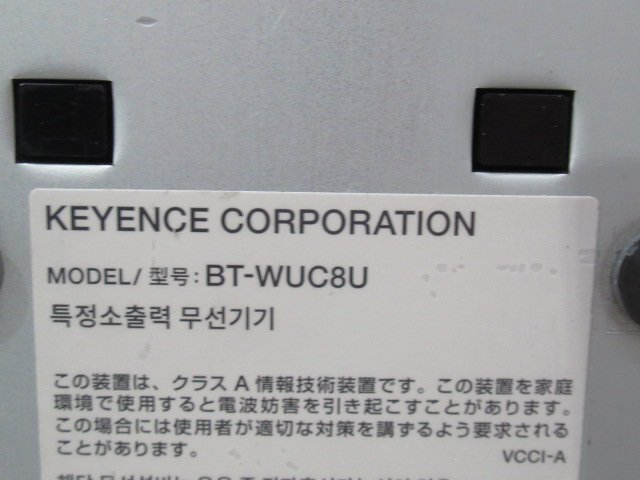 KEYENCE CORPORATION
MODEL/ 型号: BT-WUC8U
특정소출력 무선기기
この装置は、クラス A 情報技術装置です。この装置を家庭
環境で使用すると電波妨害を引き起こすことがあります。
この場合には使用者が適切な対策を講ずるよう要求される
ことがあります。 VCCI-A